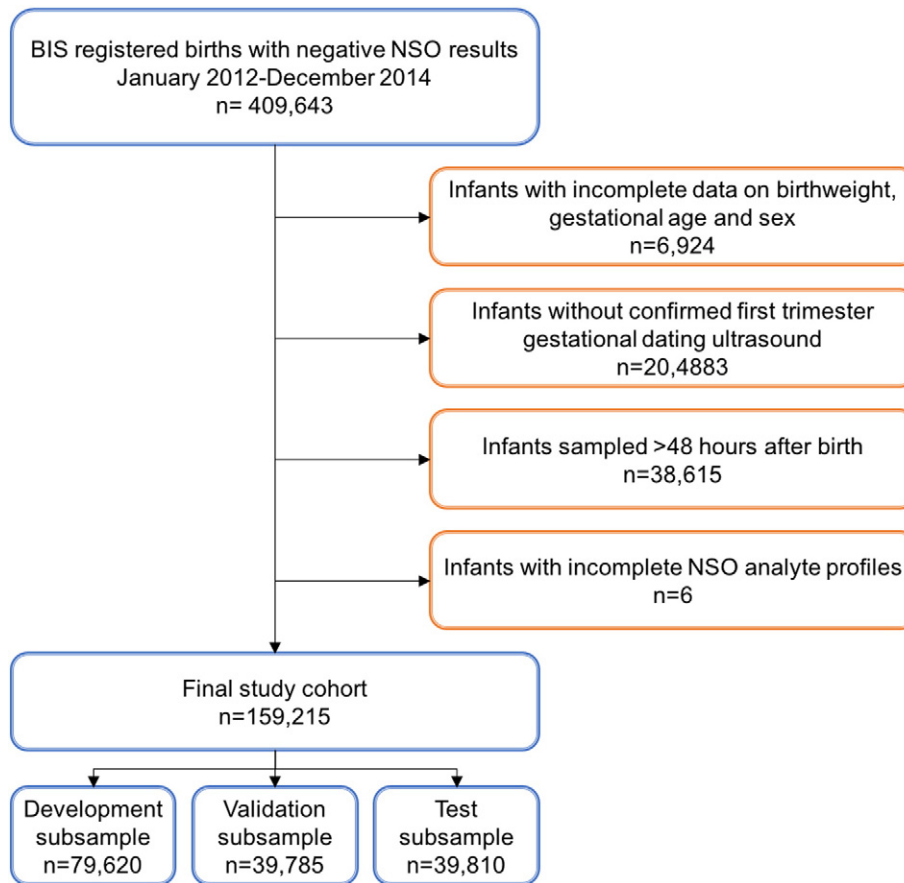 BIS registered births with negative NSO results
January 2012-December 2014
n= 409,643
Infants with incomplete data on birthweight,
gestational age and sex
n=6,924
Infants without confirmed first trimester
gestational dating ultrasound
n=20,4883
Infants sampled >48 hours after birth
n=38,615
Infants with incomplete NSO analyte profiles
n=6
Final study cohort
n=159,215
Development
subsample
n=79,620
Validation
subsample
n=39,785
Test
subsample
n=39,810